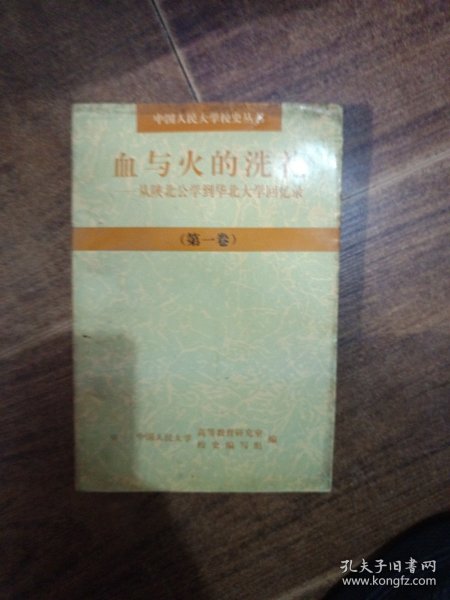 中国人民大学校史丛书
血与火的洗礼
——从陕北公学到华北大学回忆录
(第一卷)
中国人民大学 高等教育研究室 校史编写组 编
孔夫子旧书网
www.kongfz.com